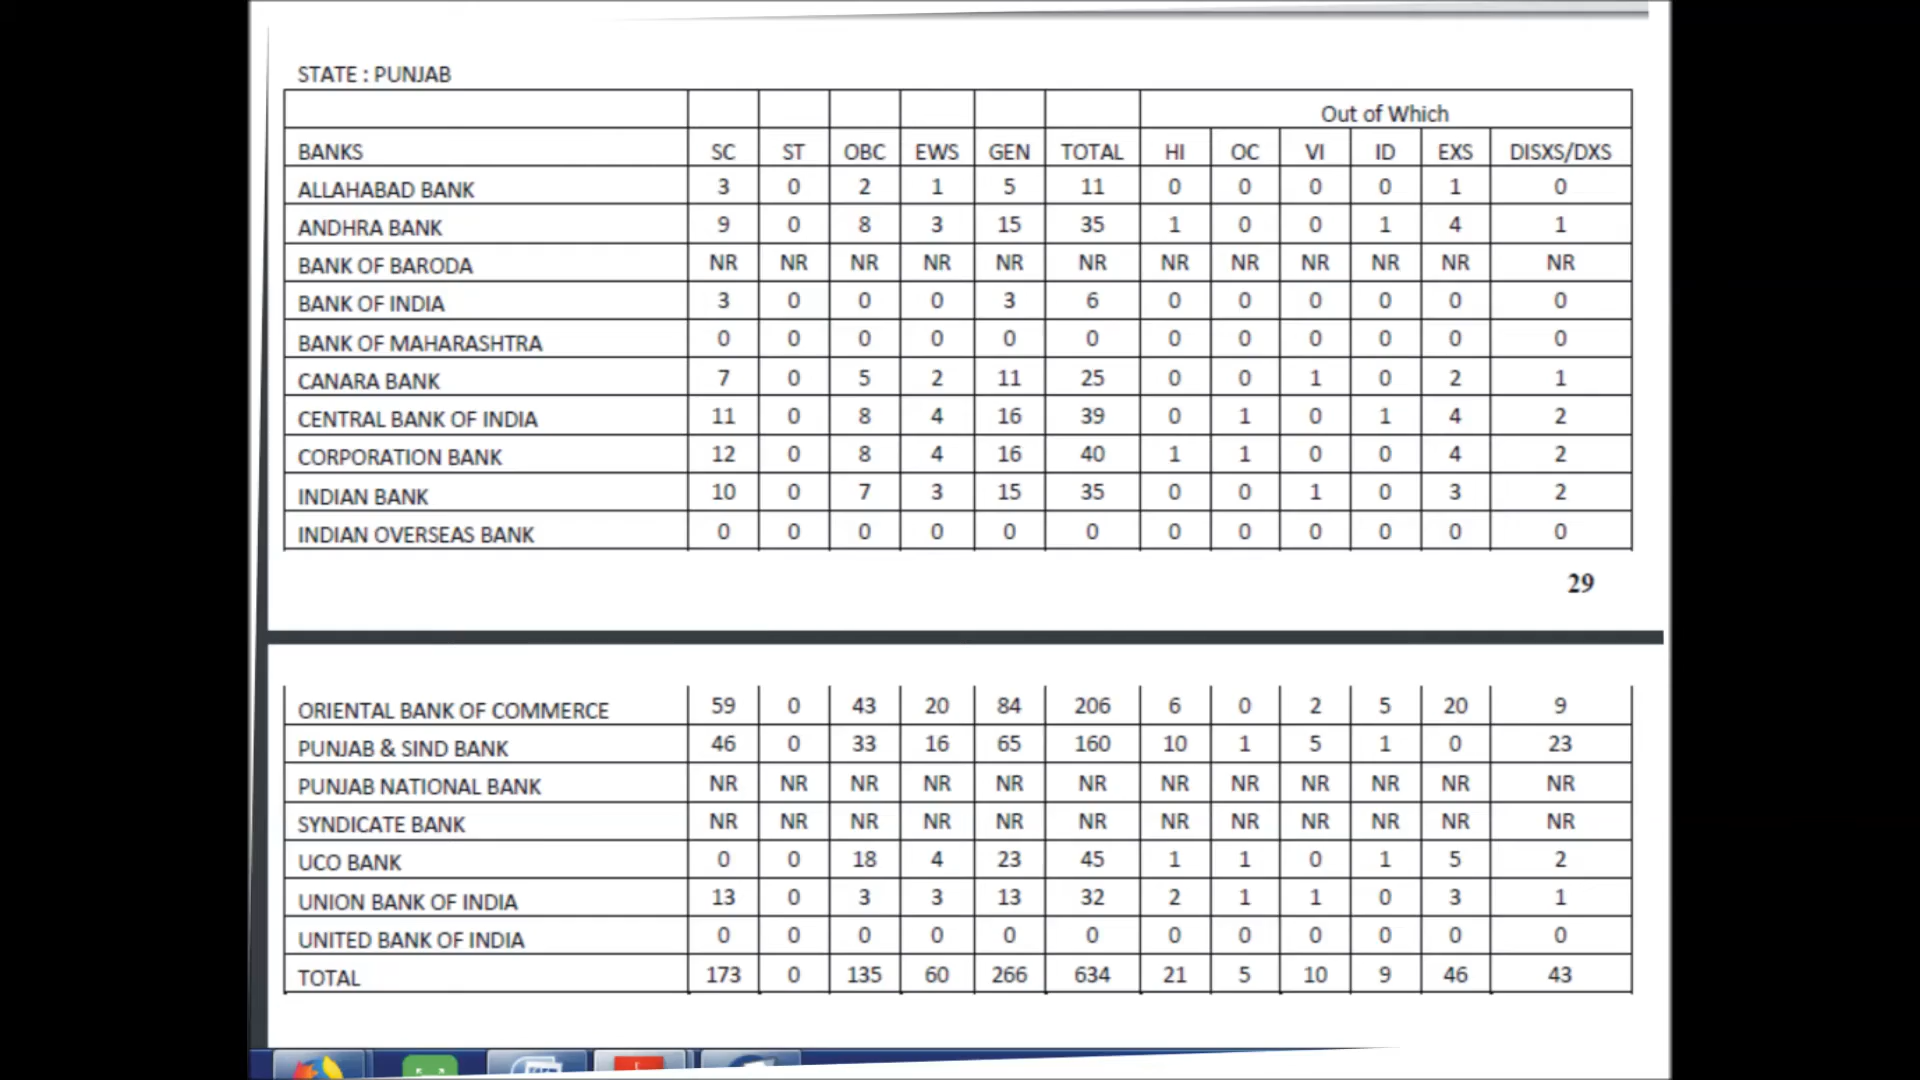 STATE : PUNJAB
Out of Which
BANKS SC ST OBC EWS GEN TOTAL HI OC VI ID EXS DISXS/DXS
ALLAHABAD BANK 3 0 2 1 5 11 0 0 0 0 1 0
ANDHRA BANK 9 0 8 3 15 35 1 0 0 1 4 1
BANK OF BARODA NR NR NR NR NR NR NR NR NR NR NR NR
BANK OF INDIA 3 0 0 0 3 6 0 0 0 0 0 0
BANK OF MAHARASHTRA 0 0 0 0 0 0 0 0 0 0 0 0
CANARA BANK 7 0 5 2 11 25 0 0 1 0 2 1
CENTRAL BANK OF INDIA 11 0 8 4 16 39 0 1 0 1 4 2
CORPORATION BANK 12 0 8 4 16 40 1 1 0 0 4 2
INDIAN BANK 10 0 7 3 15 35 0 0 1 0 3 2
INDIAN OVERSEAS BANK 0 0 0 0 0 0 0 0 0 0 0 0
29
ORIENTAL BANK OF COMMERCE 59 0 43 20 84 206 6 0 2 5 20 9
PUNJAB & SIND BANK 46 0 33 16 65 160 10 1 5 1 0 23
PUNJAB NATIONAL BANK NR NR NR NR NR NR NR NR NR NR NR NR
SYNDICATE BANK NR NR NR NR NR NR NR NR NR NR NR NR
UCO BANK 0 0 18 4 23 45 1 1 0 1 5 2
UNION BANK OF INDIA 13 0 3 3 13 32 2 1 1 0 3 1
UNITED BANK OF INDIA 0 0 0 0 0 0 0 0 0 0 0 0
TOTAL 173 0 135 60 266 634 21 5 10 9 46 43